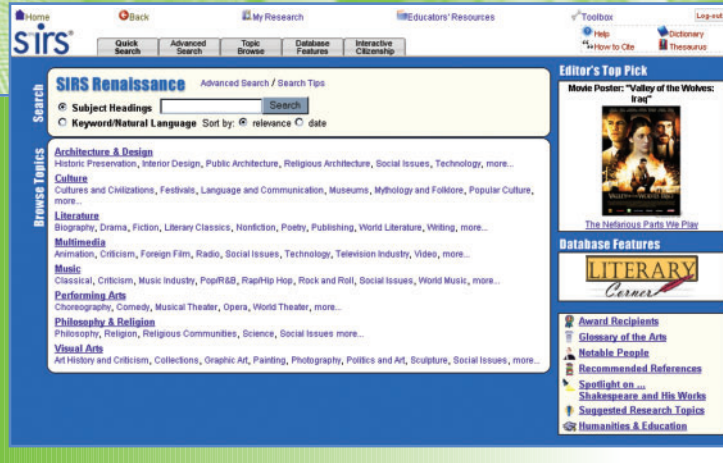 Home
Back
My Research
Educators' Resources
Toolbox
Log-out
SIRS
Quick Search
Advanced Search
Topic Browse
Database Features
Interactive Citizenship
Help
Dictionary
How to Cite
Thesaurus
Search
SIRS Renaissance Advanced Search / Search Tips
Subject Headings Search
Keyword/Natural Language Sort by: relevance date
Browse Topics
Architecture & Design
Historic Preservation, Interior Design, Public Architecture, Religious Architecture, Social Issues, Technology, more...
Culture
Cultures and Civilizations, Festivals, Language and Communication, Museums, Mythology and Folklore, Popular Culture,
more...
Literature
Biography, Drama, Fiction, Literary Classics, Nonfiction, Poetry, Publishing, World Literature, Writing, more...
Multimedia
Animation, Criticism, Foreign Film, Radio, Social Issues, Technology, Television Industry, Video, more...
Music
Classical, Criticism, Music Industry, Pop/R&B, Rap/Hip Hop, Rock and Roll, Social Issues, World Music, more...
Performing Arts
Choreography, Comedy, Musical Theater, Opera, World Theater, more...
Philosophy & Religion
Philosophy, Religion, Religious Communities, Science, Social Issues more...
Visual Arts
Art History and Criticism, Collections, Graphic Art, Painting, Photography, Politics and Art, Sculpture, Social Issues, more...
Editor's Top Pick
Movie Poster: "Valley of the Wolves:
Iraq"
The Nefarious Parts We Play
Database Features
LITERARY
Corner
Award Recipients
Glossary of the Arts
Notable People
Recommended References
Spotlight on ...
Shakespeare and His Works
Suggested Research Topics
Humanities & Education